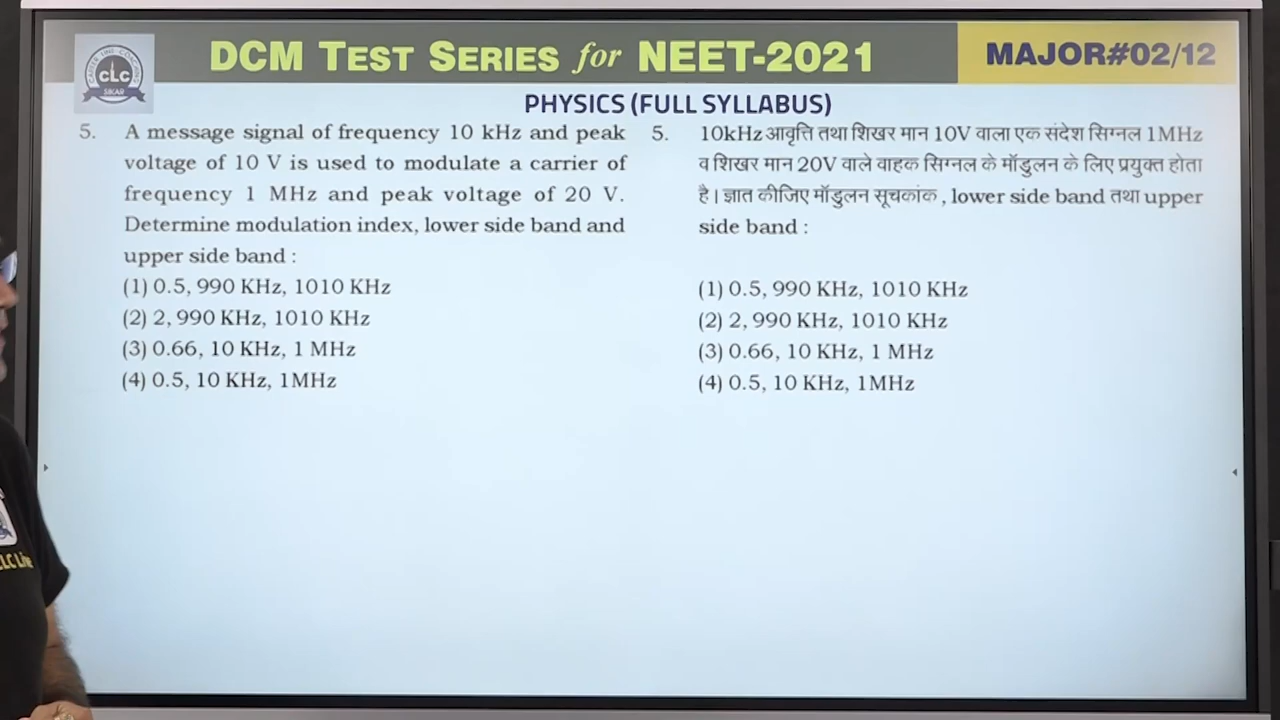 DCM TEST SERIES for NEET-2021
MAJOR#02/12
CAREER LINE COACHING
CLC
SIKAR
PHYSICS (FULL SYLLABUS)
5. A message signal of frequency 10 kHz and peak
voltage of 10 V is used to modulate a carrier of
frequency 1 MHz and peak voltage of 20 V.
Determine modulation index, lower side band and
upper side band :
(1) 0.5, 990 KHz, 1010 KHz
(2) 2, 990 KHz, 1010 KHz
(3) 0.66, 10 KHz, 1 MHz
(4) 0.5, 10 KHz, 1MHz
5. 10kHz आवृत्ति तथा शिखर मान 10V वाला एक संदेश सिग्नल 1MHz
व शिखर मान 20V वाले वाहक सिग्नल के मॉडुलन के लिए प्रयुक्त होता
है। ज्ञात कीजिए मॉडुलन सूचकांक , lower side band तथा upper
side band :
(1) 0.5, 990 KHz, 1010 KHz
(2) 2, 990 KHz, 1010 KHz
(3) 0.66, 10 KHz, 1 MHz
(4) 0.5, 10 KHz, 1MHz
CLC